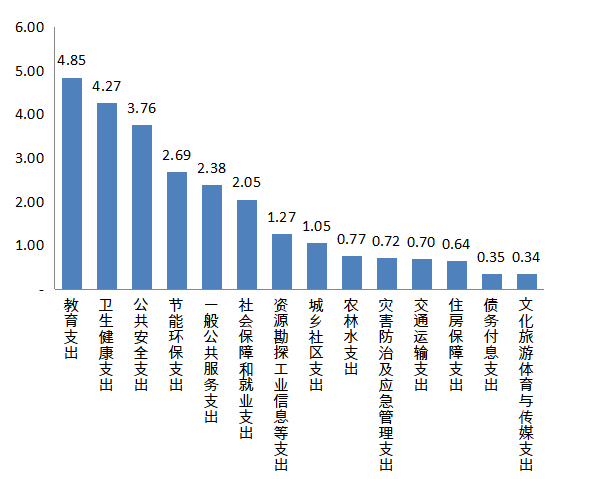 6.00
5.00
4.00
3.00
2.00
1.00
-
4.85
4.27
3.76
2.69
2.38
2.05
1.27
1.05
0.77
0.72
0.70
0.64
0.35
0.34
教育支出
卫生健康支出
公共安全支出
节能环保支出
一般公共服务支出
社会保障和就业支出
资源勘探工业信息等支出
城乡社区支出
农林水支出
灾害防治及应急管理支出
交通运输支出
住房保障支出
债务付息支出
文化旅游体育与传媒支出